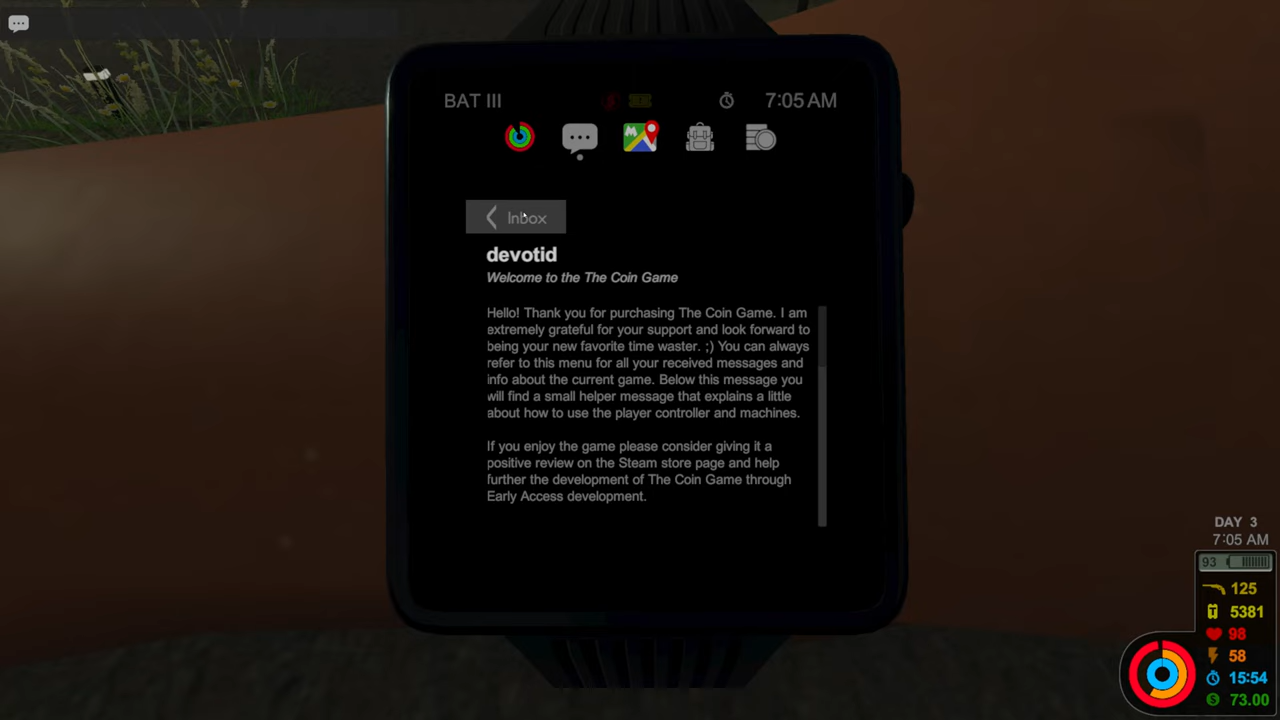 BAT III
7:05 AM
Inbox
devotid
Welcome to the The Coin Game
Hello! Thank you for purchasing The Coin Game. I am
extremely grateful for your support and look forward to
being your new favorite time waster. ;) You can always
refer to this menu for all your received messages and
info about the current game. Below this message you
will find a small helper message that explains a little
about how to use the player controller and machines.
If you enjoy the game please consider giving it a
positive review on the Steam store page and help
further the development of The Coin Game through
Early Access development.
DAY 3
7:05 AM
93
125
5381
98
58
15:54
73.00